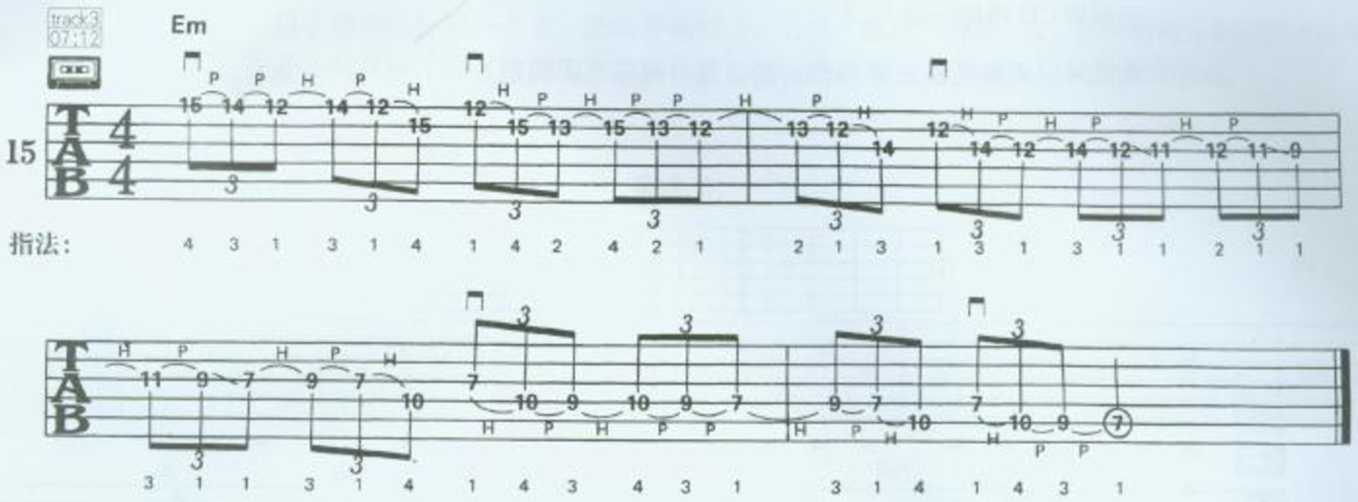 track3
07:12
Em
P P H P H H P H P P H P H H P H P H P
15 14 12 14 12 15 12 15 13 15 13 12 13 12 14 12 14 12 14 12 11 12 11 9
15 TAB 4/4
3 3 3 3 3 3 3 3
指法: 4 3 1 3 1 4 1 4 2 4 2 1 2 1 3 1 3 1 3 1 1 2 1 1
3 3 3 3
H P H P H
TAB 11 9 7 9 7 10 7 10 9 10 9 7 9 7 10 7 10 9 7
H P H P P H P H H P P
3 3
3 1 1 3 1 4 1 4 3 4 3 1 3 1 4 1 4 3 1